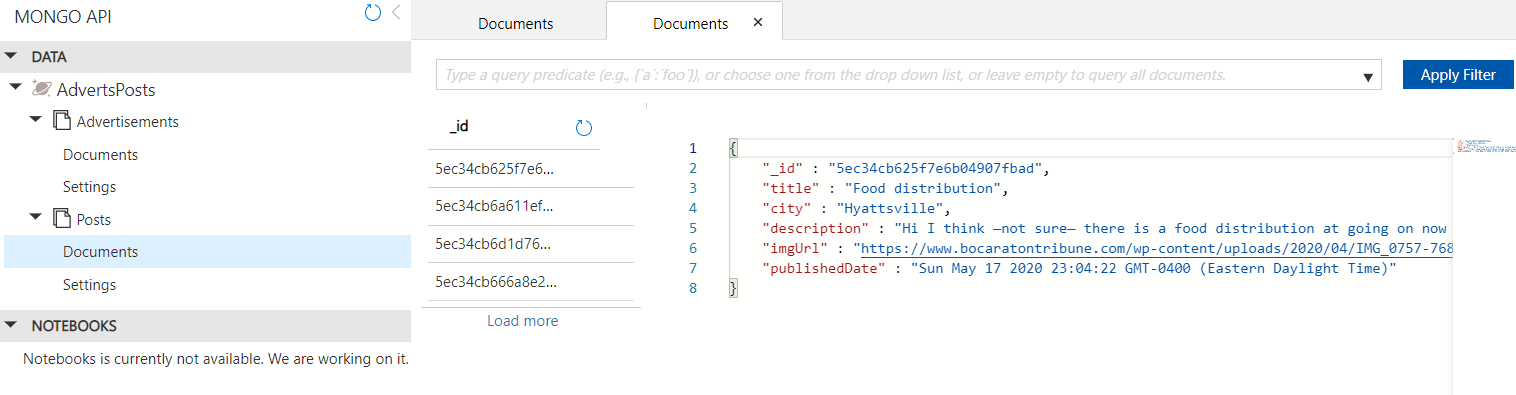 MONGO API
DATA
AdvertsPosts
Advertisements
Documents
Settings
Posts
Documents
Settings
NOTEBOOKS
Notebooks is currently not available. We are working on it.
Documents
Documents ×
Type a query predicate (e.g., {´a´:´foo´}), or choose one from the drop down list, or leave empty to query all documents.
Apply Filter
_id
5ec34cb625f7e6...
5ec34cb6a611ef...
5ec34cb6d1d76...
5ec34cb666a8e2...
Load more
1 {
2 "_id" : "5ec34cb625f7e6b04907fbad",
3 "title" : "Food distribution",
4 "city" : "Hyattsville",
5 "description" : "Hi I think —not sure— there is a food distribution at going on now
6 "imgUrl" : "https://www.bocaratontribune.com/wp-content/uploads/2020/04/IMG_0757-768
7 "publishedDate" : "Sun May 17 2020 23:04:22 GMT-0400 (Eastern Daylight Time)"
8 }